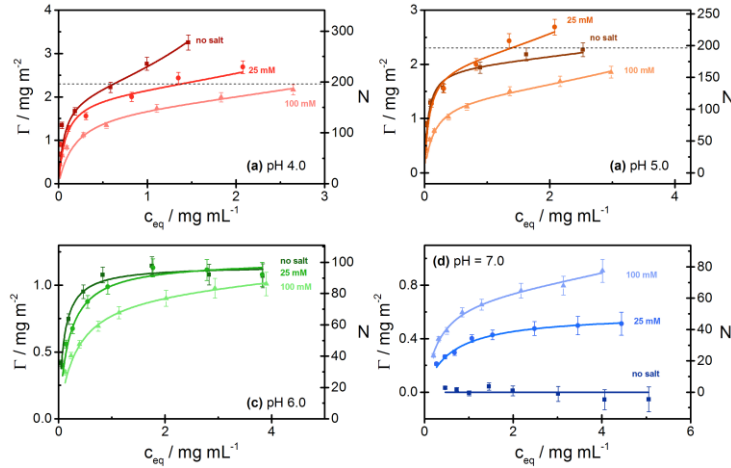 4
3
2
1
0
Γ / mg m⁻²
300
200
100
0
N
no salt
25 mM
100 mM
(a) pH 4.0
0 1 2 3
c_eq / mg mL⁻¹
3
2
1
0
Γ / mg m⁻²
250
200
150
100
50
0
N
25 mM
no salt
100 mM
(a) pH 5.0
0 2 4
c_eq / mg mL⁻¹
1.0
0.5
0.0
Γ / mg m⁻²
100
80
60
40
20
0
N
no salt
25 mM
100 mM
(c) pH 6.0
0 2 4
c_eq / mg mL⁻¹
0.8
0.4
0.0
Γ / mg m⁻²
80
60
40
20
0
N
(d) pH = 7.0
100 mM
25 mM
no salt
0 2 4 6
c_eq / mg mL⁻¹